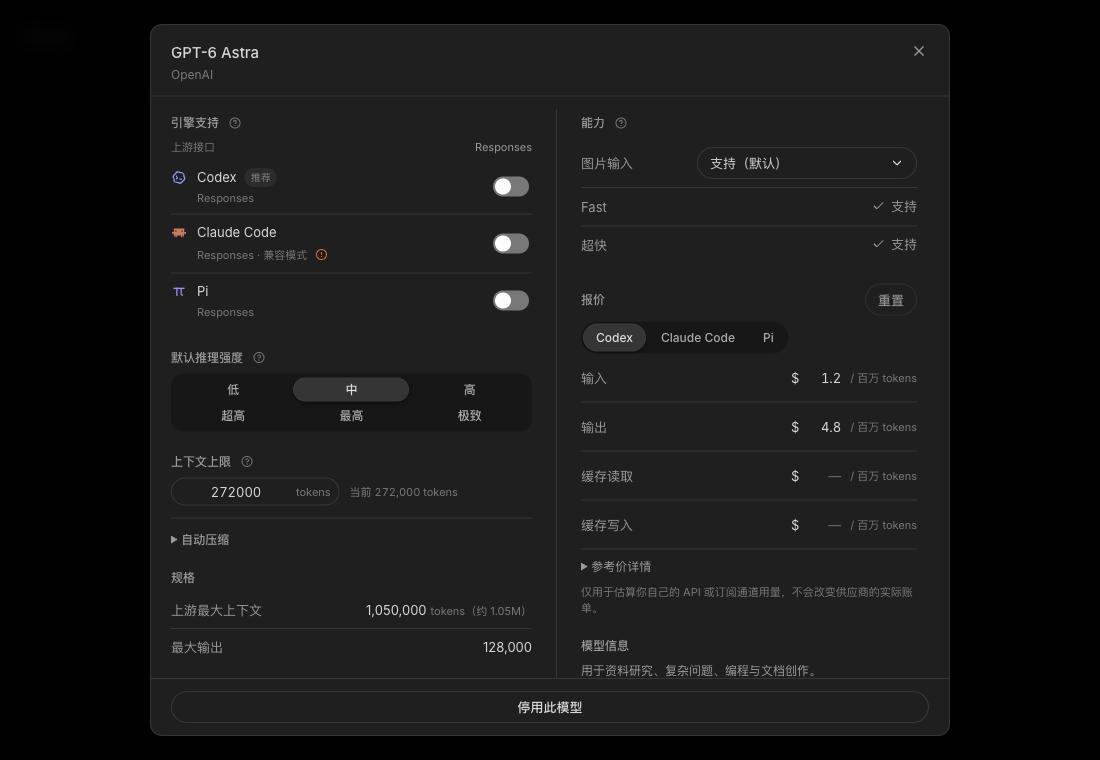 GPT-6 Astra
OpenAI
引擎支持
上游接口 Responses
Codex 推荐
Responses
Claude Code
Responses · 兼容模式
Pi
Responses
默认推理强度
低 中 高
超高 最高 极致
上下文上限
272000 tokens 当前 272,000 tokens
自动压缩
规格
上游最大上下文 1,050,000 tokens（约 1.05M）
最大输出 128,000
能力
图片输入 支持（默认）
Fast 支持
超快 支持
报价 重置
Codex Claude Code Pi
输入 $ 1.2 / 百万 tokens
输出 $ 4.8 / 百万 tokens
缓存读取 $ — / 百万 tokens
缓存写入 $ — / 百万 tokens
参考价详情
仅用于估算你自己的 API 或订阅通道用量，不会改变供应商的实际账
单。
模型信息
用于资料研究、复杂问题、编程与文档创作。
停用此模型